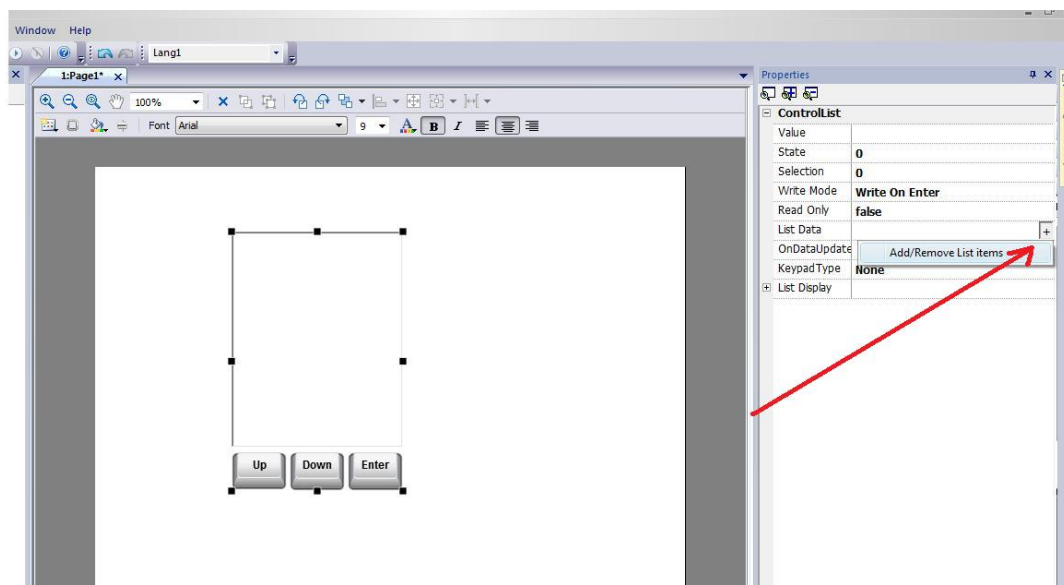 Window Help
Lang1
1:Page1*
Properties
100%
Font Arial 9 B I
ControlList
Value
State 0
Selection 0
Write Mode Write On Enter
Read Only false
List Data +
OnDataUpdate
Add/Remove List items
KeypadType None
List Display
Up Down Enter